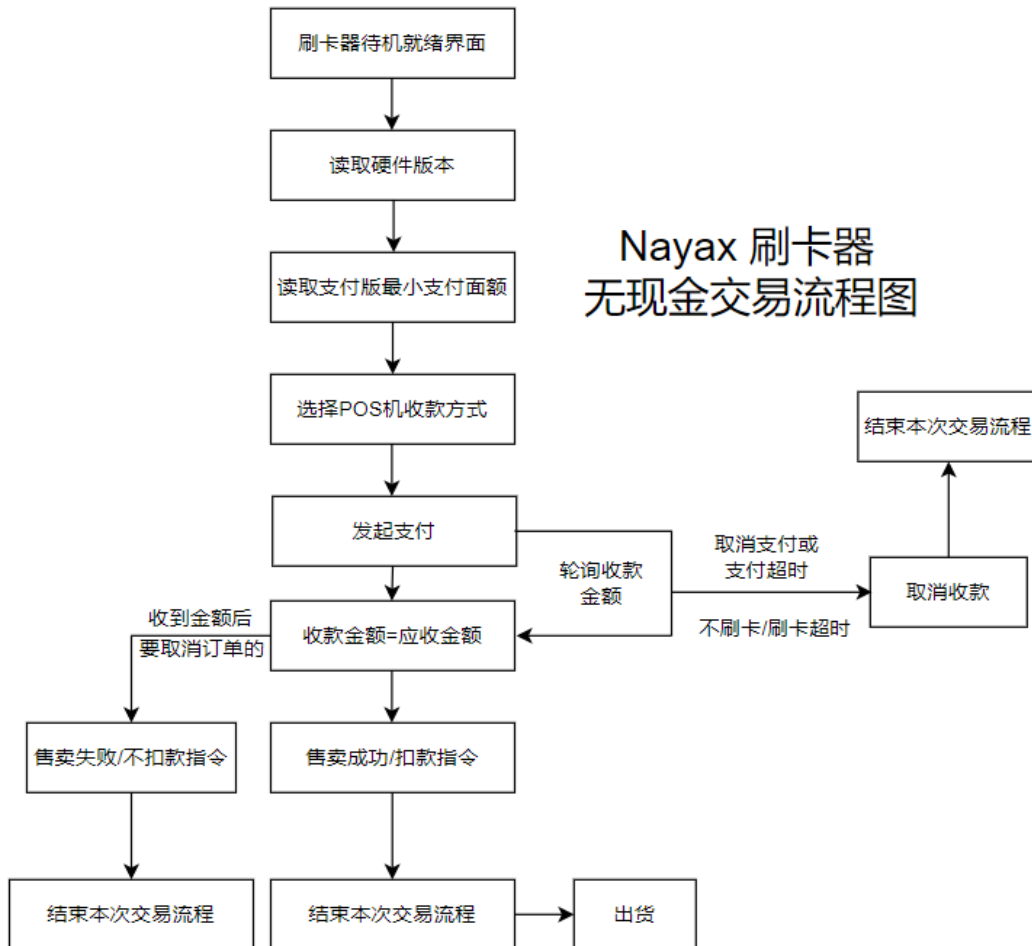 刷卡器待机就绪界面
读取硬件版本
Nayax 刷卡器
无现金交易流程图
读取支付版最小支付面额
选择POS机收款方式
结束本次交易流程
发起支付
轮询收款
金额
取消支付或
支付超时
取消收款
不刷卡/刷卡超时
收到金额后
要取消订单的
收款金额=应收金额
售卖失败/不扣款指令
售卖成功/扣款指令
结束本次交易流程
结束本次交易流程
出货